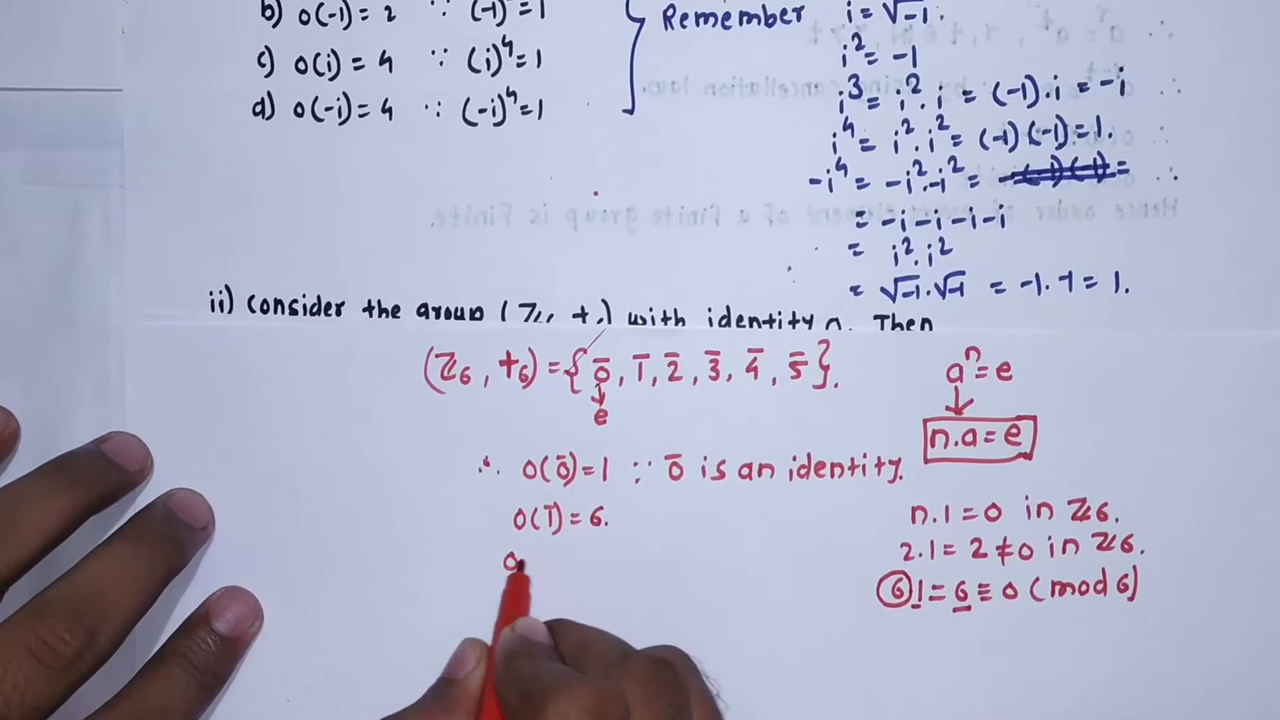 b) o(-1) = 2 ∵ (-1)²=1
c) o(i) = 4 ∵ (i)⁴=1
d) o(-i) = 4 ∵ (-i)⁴=1
Remember i = √-1.
i² = -1
i³ = i².i = (-1).i = -i
i⁴ = i².i² = (-1)(-1)=1.
-i⁴ = -i².-i² =
= -i-i-i-i
= i².i²
= √-1.√-1 = -1.-1 = 1.
ii) Consider the group (Z₆, +₆) with identity 0. Then
(Z₆, +₆) = {0̄, 1̄, 2̄, 3̄, 4̄, 5̄}.
e
aⁿ=e
n.a=e
∴ o(0̄)=1 ∵ 0̄ is an identity.
o(1̄)=6.
o
n.1=0 in Z₆.
2.1=2≠0 in Z₆.
6 1=6≡0 (mod 6)